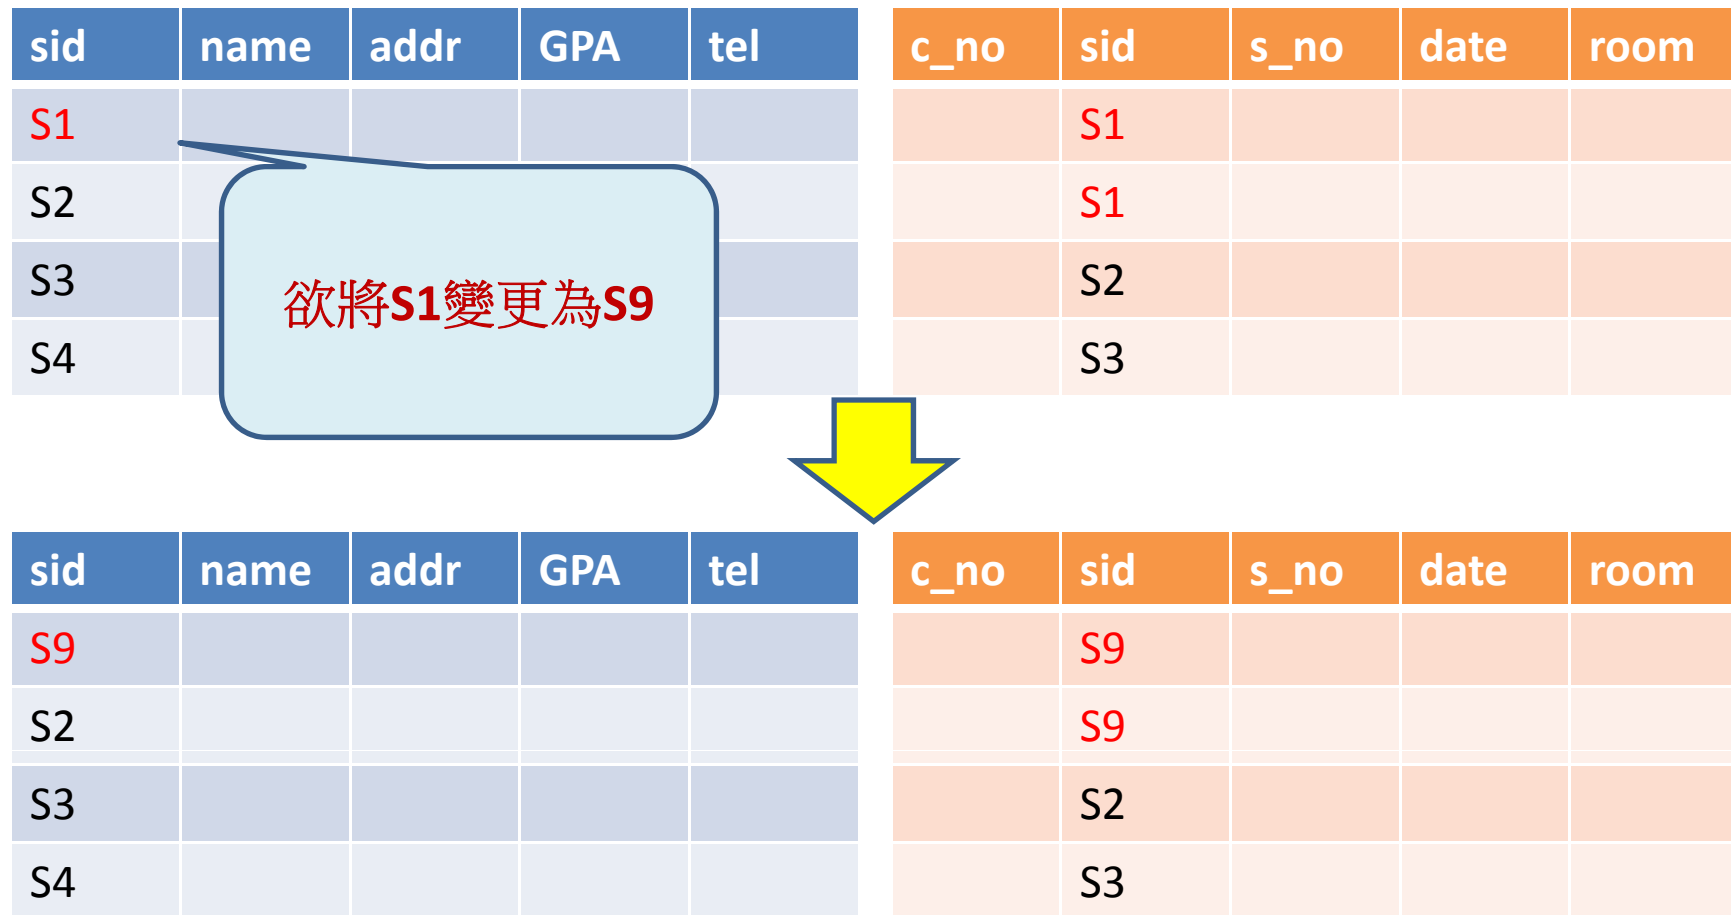 sid name addr GPA tel
S1
S2
S3
S4
欲將S1變更為S9
c_no sid s_no date room
S1
S1
S2
S3
sid name addr GPA tel
S9
S2
S3
S4
c_no sid s_no date room
S9
S9
S2
S3